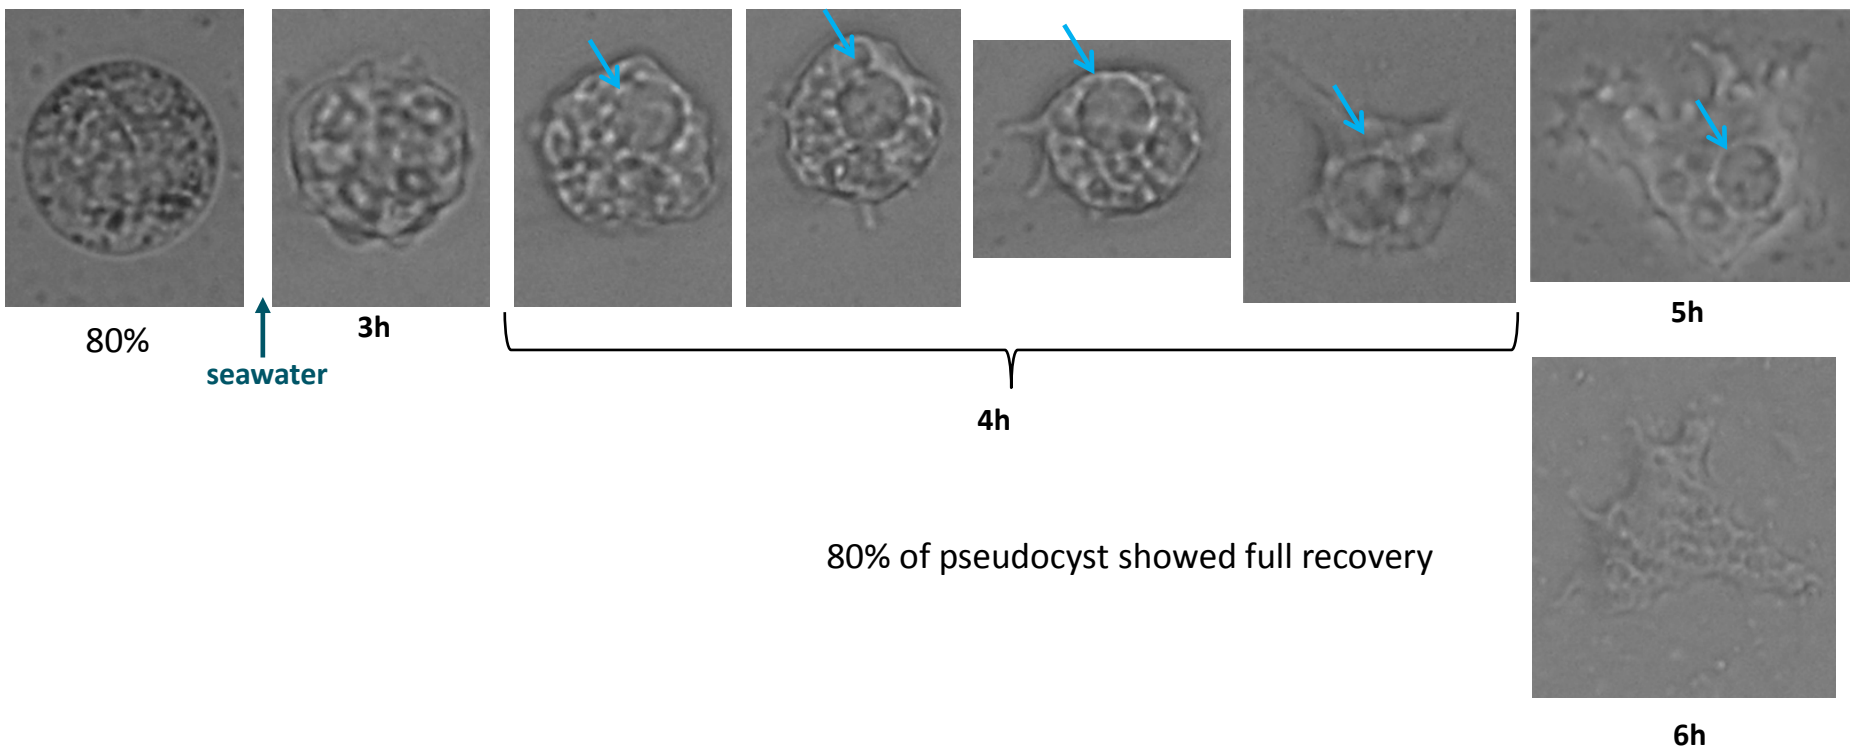 80%
seawater
3h
4h
5h
80% of pseudocyst showed full recovery
6h